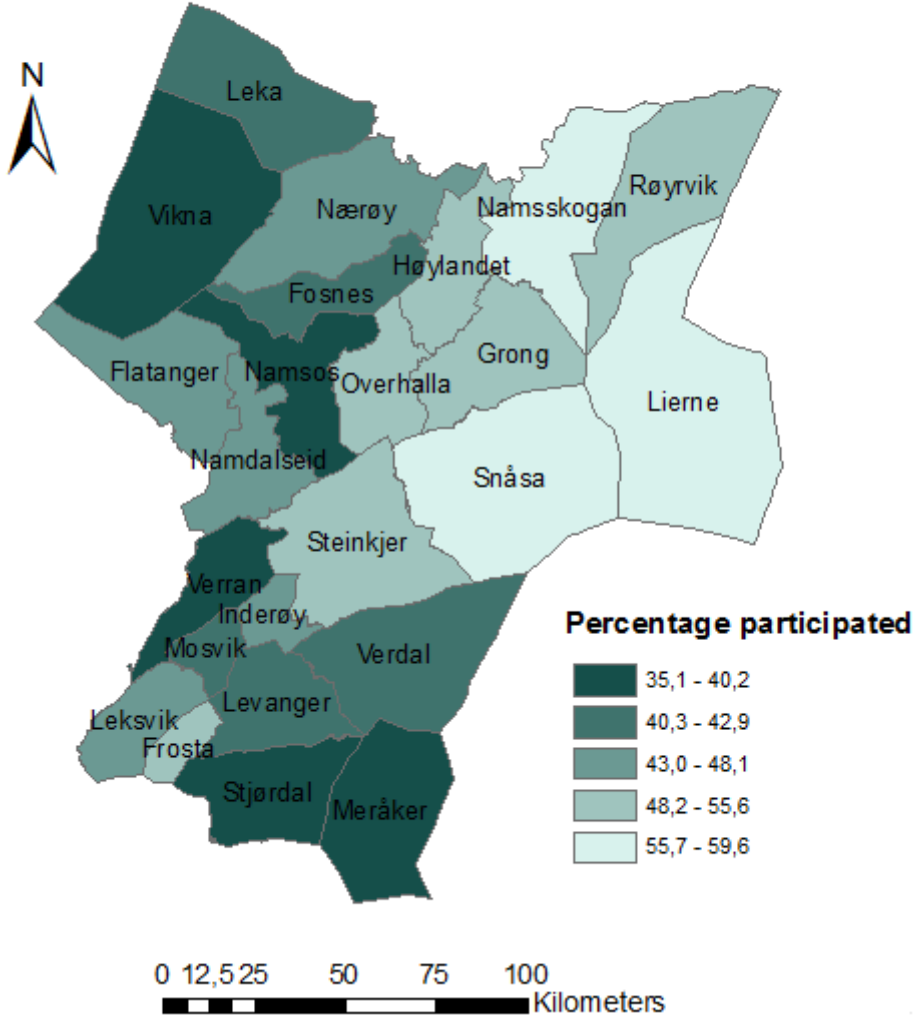 N
Leka
Vikna
Nærøy
Namsskogan
Røyrvik
Høylandet
Fosnes
Flatanger
Namsos
Overhalla
Grong
Lierne
Namdalseid
Snåsa
Steinkjer
Verran
Inderøy
Mosvik
Verdal
Levanger
Leksvik
Frosta
Stjørdal
Meråker
Percentage participated
35,1 - 40,2
40,3 - 42,9
43,0 - 48,1
48,2 - 55,6
55,7 - 59,6
0 12,5 25 50 75 100
Kilometers